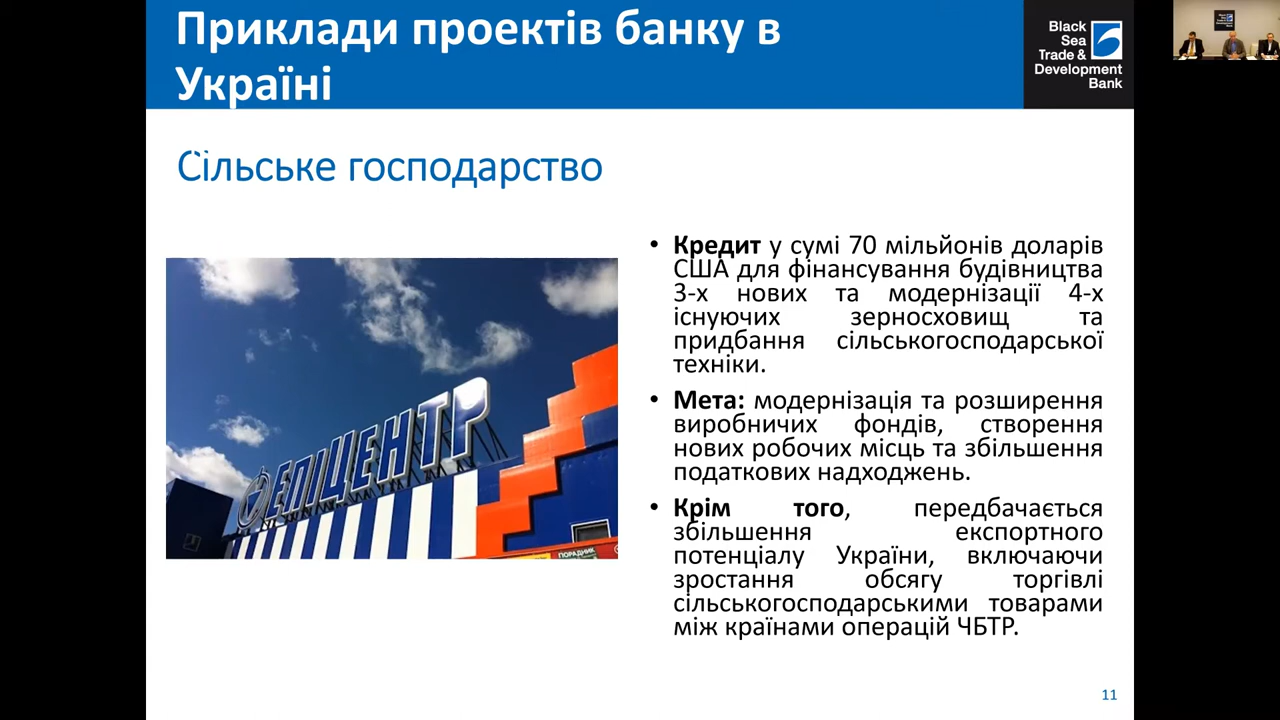 Приклади проектів банку в
Україні
Black
Sea
Trade &
Development
Bank
Сільське господарство
ЕПІЦЕНТР
ПОРАДНИК
• Кредит у сумі 70 мільйонів доларів
США для фінансування будівництва
3-х нових та модернізації 4-х
існуючих зерносховищ та
придбання сільськогосподарської
техніки.
• Мета: модернізація та розширення
виробничих фондів, створення
нових робочих місць та збільшення
податкових надходжень.
• Крім того, передбачається
збільшення експортного
потенціалу України, включаючи
зростання обсягу торгівлі
сільськогосподарськими товарами
між країнами операцій ЧБТР.
11